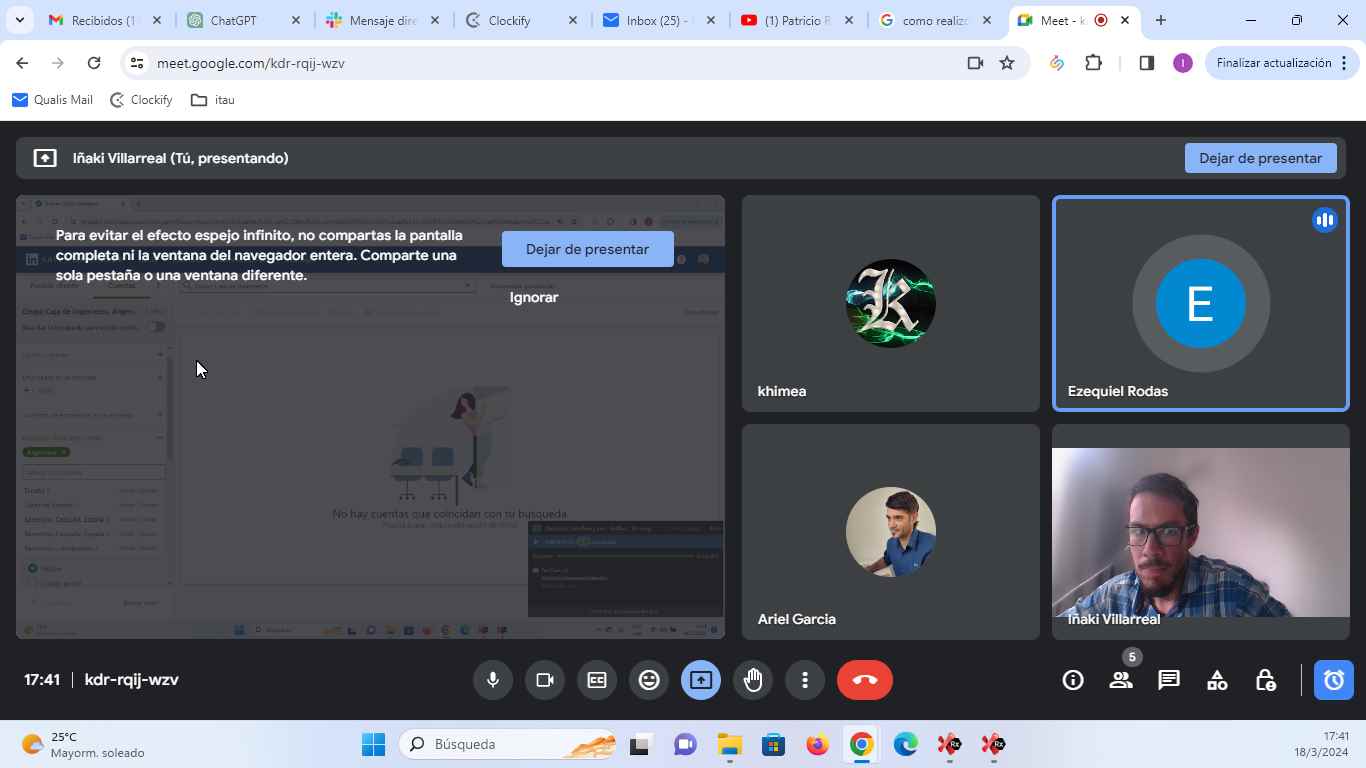 Recibidos (1
ChatGPT
Mensaje dire
Clockify
Inbox (25) -
(1) Patricio R
como realizo
Meet - k
meet.google.com/kdr-rqij-wzv
I
Finalizar actualización
Qualis Mail
Clockify
itau
Iñaki Villarreal (Tú, presentando)
Dejar de presentar
Para evitar el efecto espejo infinito, no compartas la pantalla
completa ni la ventana del navegador entera. Comparte una
sola pestaña o una ventana diferente.
Dejar de presentar
Ignorar
Cuentas
No hay cuentas que coincidan con tu búsqueda.
khimea
E
Ezequiel Rodas
Ariel Garcia
Iñaki Villarreal
17:41
kdr-rqij-wzv
5
25°C
Mayorm. soleado
Búsqueda
Rx
Rx
17:41
18/3/2024